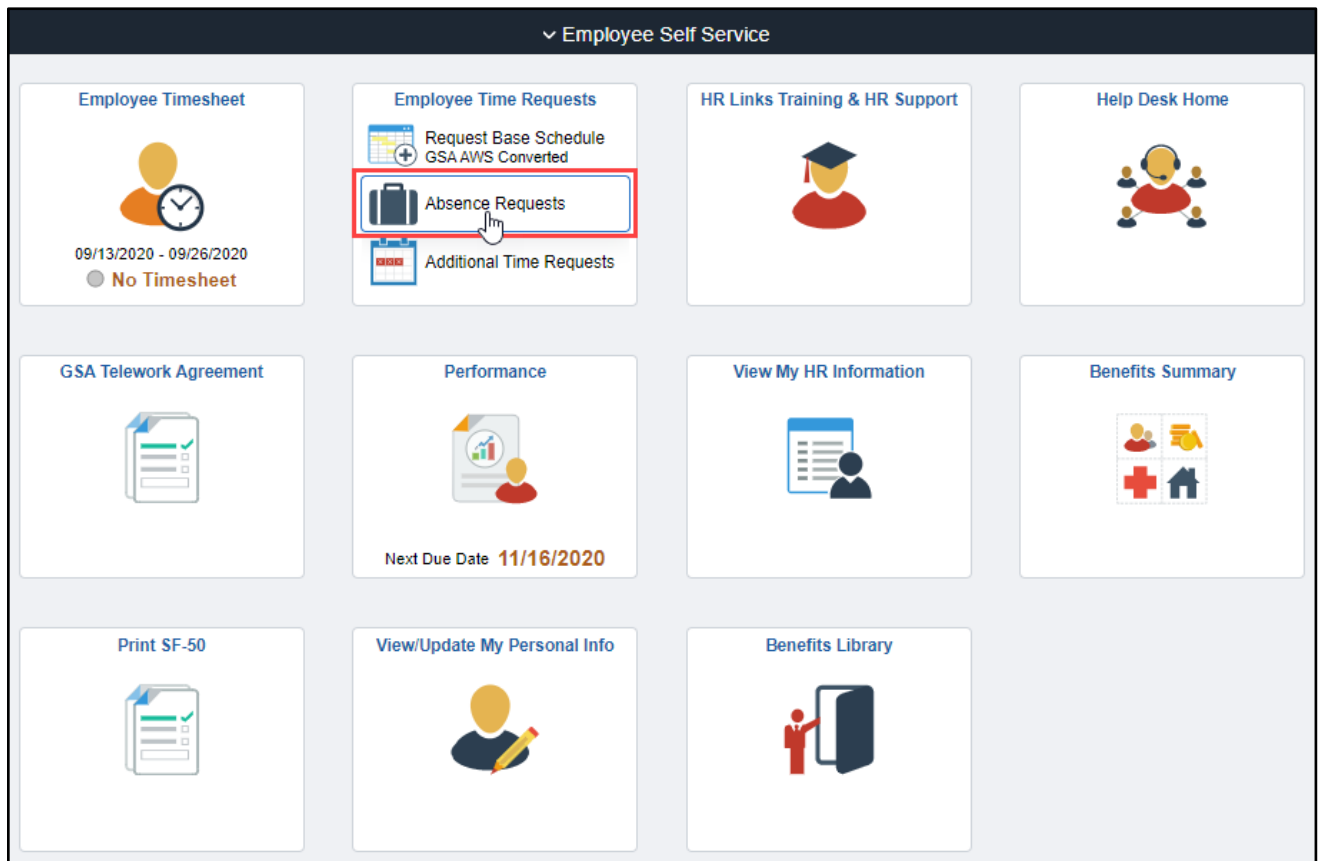 Employee Self Service
Employee Timesheet
09/13/2020 - 09/26/2020
No Timesheet
Employee Time Requests
Request Base Schedule
GSA AWS Converted
Absence Requests
Additional Time Requests
HR Links Training & HR Support
Help Desk Home
GSA Telework Agreement
Performance
Next Due Date 11/16/2020
View My HR Information
Benefits Summary
Print SF-50
View/Update My Personal Info
Benefits Library